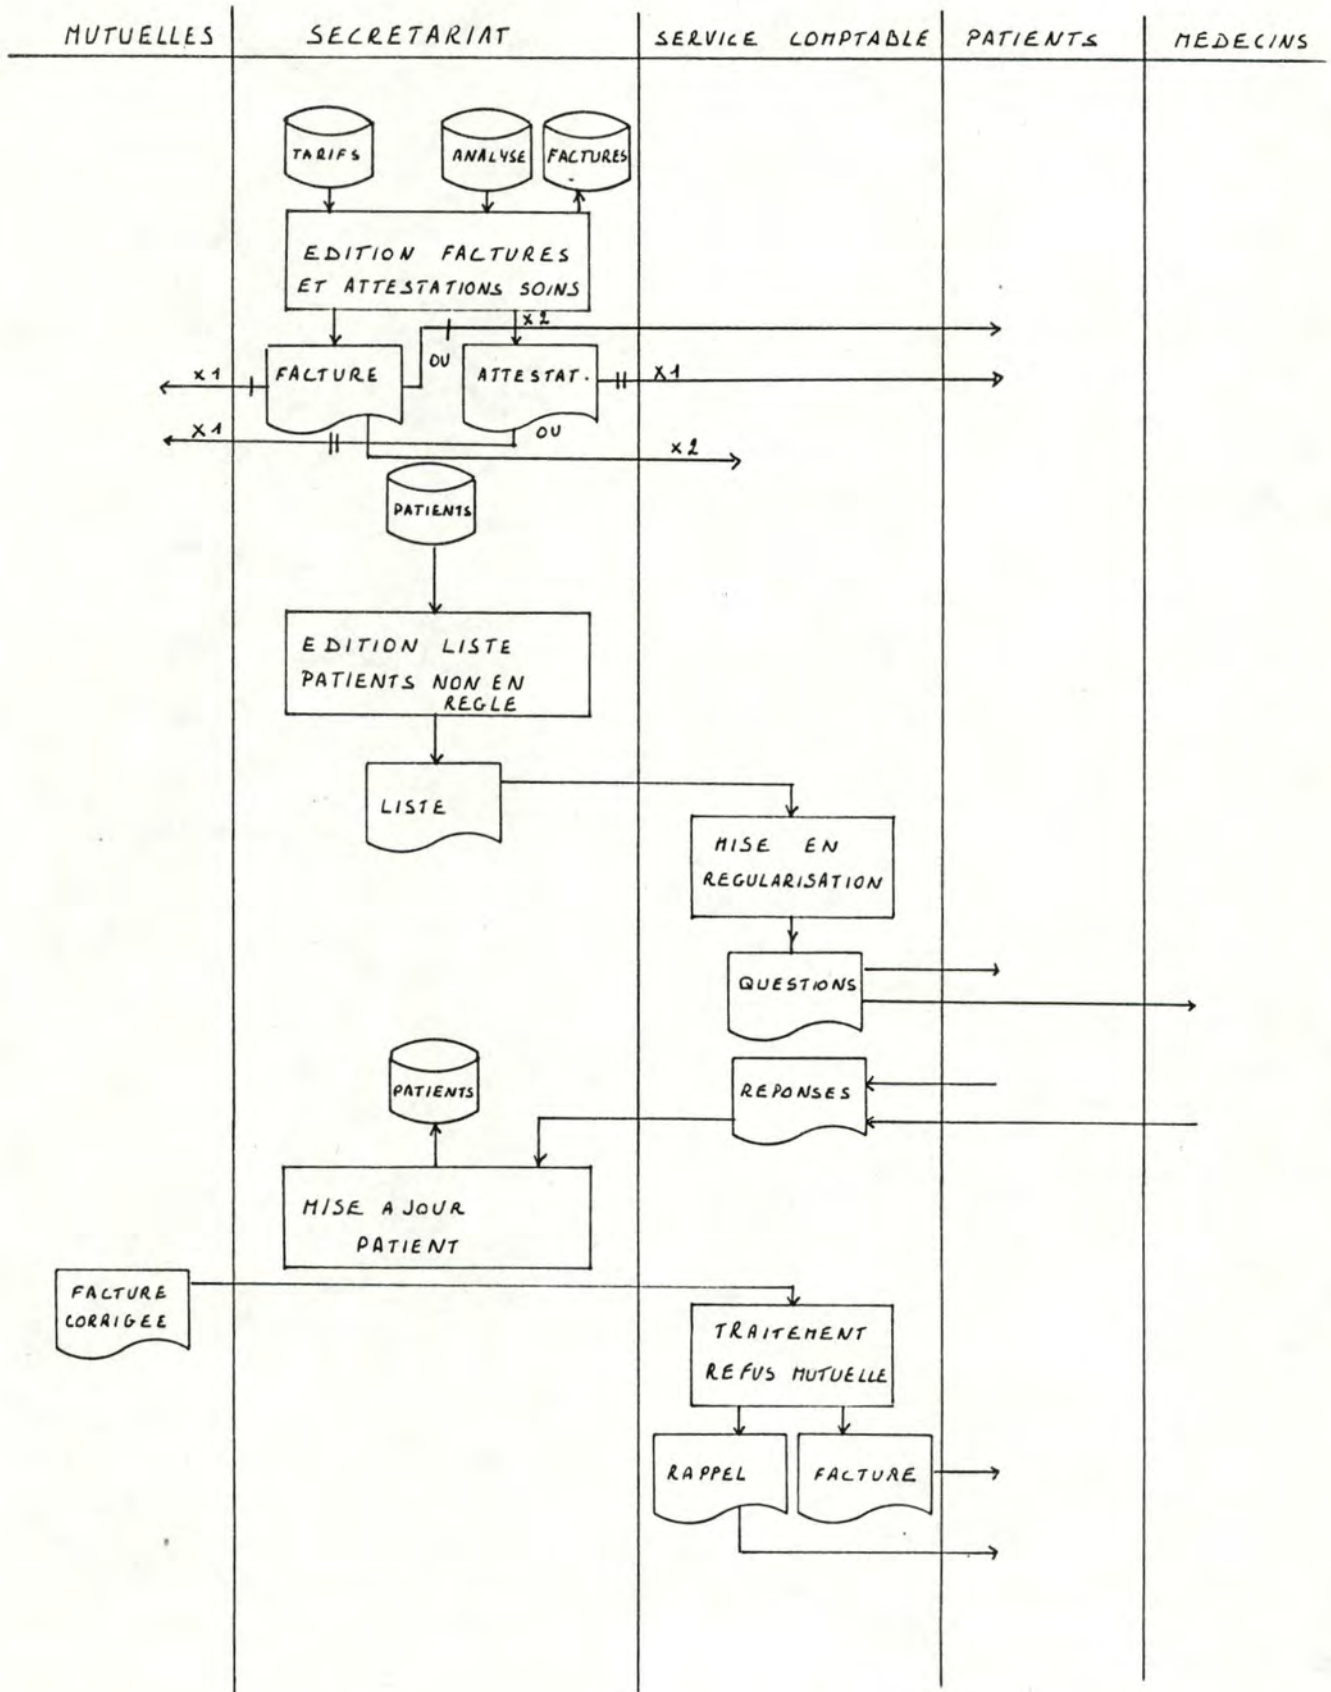 MUTUELLES SECRETARIAT SERVICE COMPTABLE PATIENTS MEDECINS
TARIFS ANALYSE FACTURES
EDITION FACTURES
ET ATTESTATIONS SOINS
x2
OU
x1 FACTURE ATTESTAT. x1
x1 OU
x2
PATIENTS
EDITION LISTE
PATIENTS NON EN
REGLE
LISTE
MISE EN
REGULARISATION
QUESTIONS
PATIENTS REPONSES
MISE A JOUR
PATIENT
FACTURE
CORRIGEE
TRAITEMENT
REFUS MUTUELLE
RAPPEL FACTURE